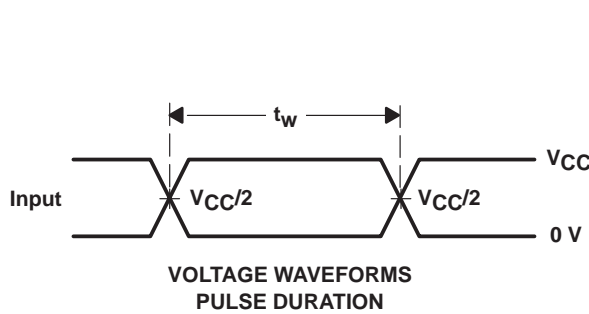 tw
VCC
Input
VCC/2
VCC/2
0 V
VOLTAGE WAVEFORMS
PULSE DURATION